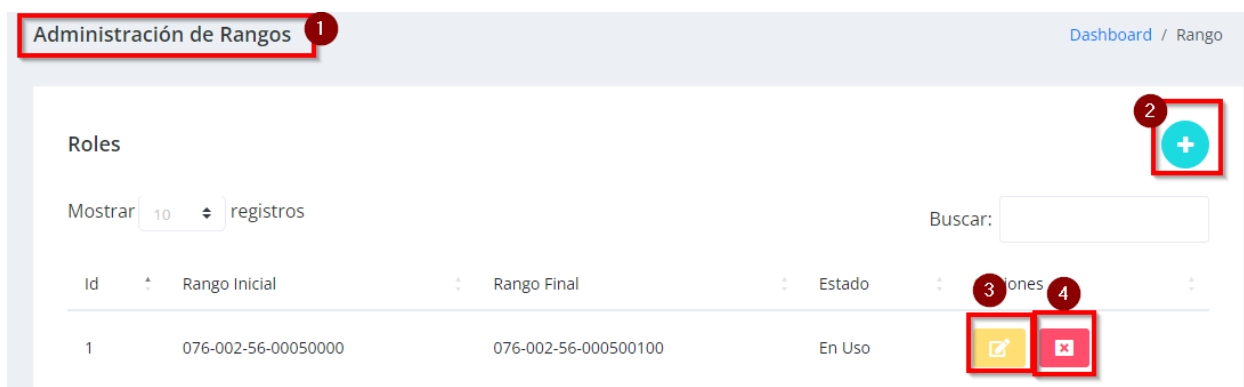 Administración de Rangos 1
Dashboard / Rango
2
Roles
Mostrar 10 registros
Buscar:
Id Rango Inicial Rango Final Estado 3 iones 4
1 076-002-56-00050000 076-002-56-000500100 En Uso